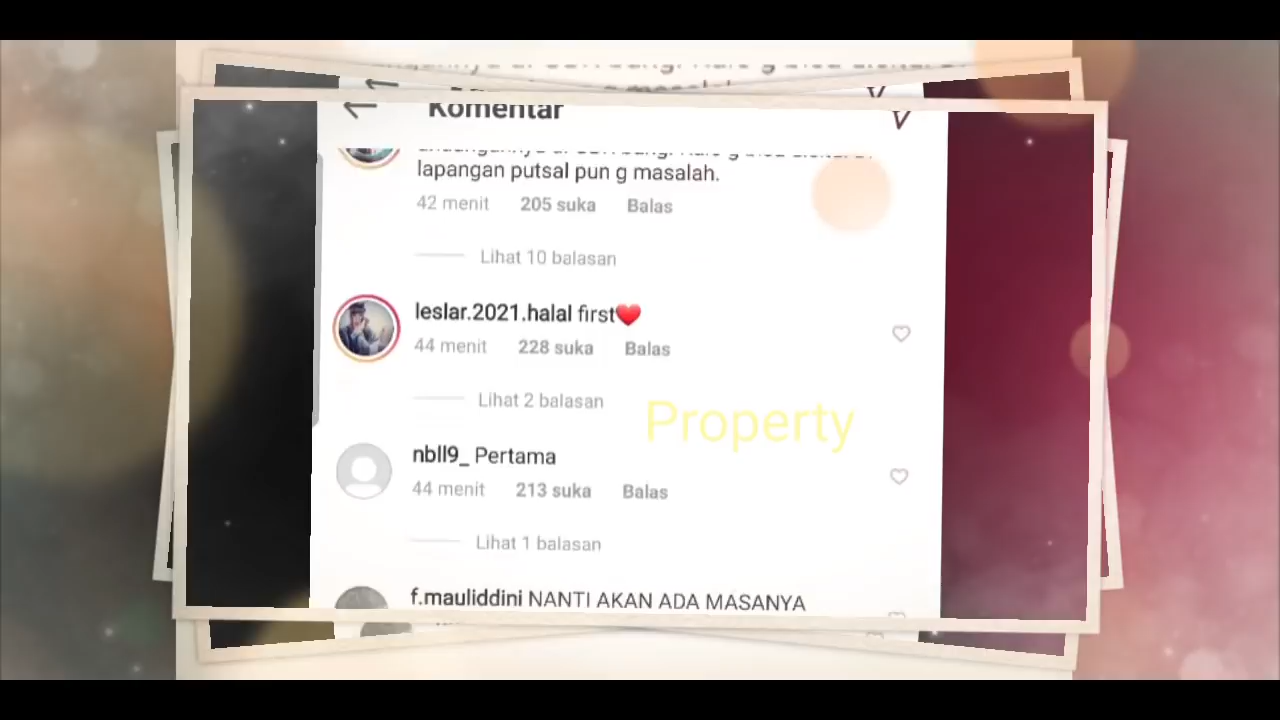 Komentar
lapangan putsal pun g masalah.
42 menit 205 suka Balas
Lihat 10 balasan
leslar.2021.halal first❤️
44 menit 228 suka Balas
Lihat 2 balasan
Property
nbll9_ Pertama
44 menit 213 suka Balas
Lihat 1 balasan
f.mauliddini NANTI AKAN ADA MASANYA